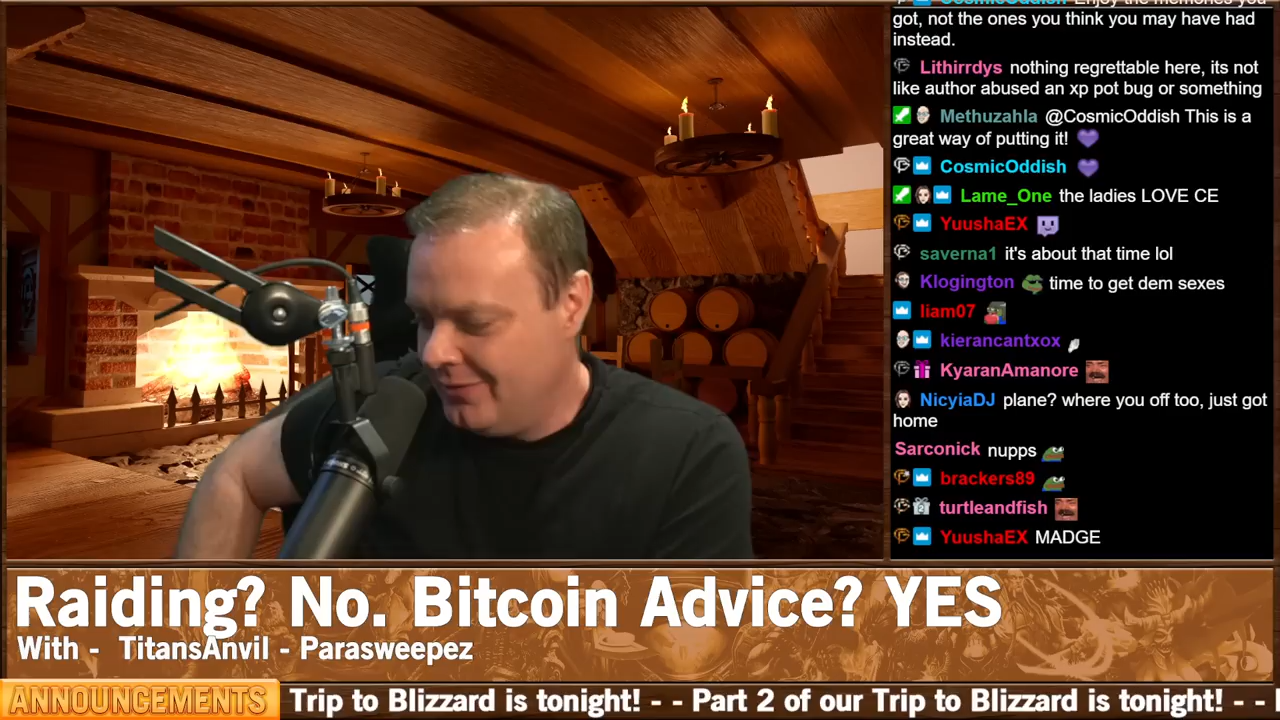 CosmicOddish Enjoy the memories you
got, not the ones you think you may have had
instead.
Lithirrdys nothing regrettable here, its not
like author abused an xp pot bug or something
Methuzahla @CosmicOddish This is a
great way of putting it!
CosmicOddish
Lame_One the ladies LOVE CE
YuushaEX
saverna1 it's about that time lol
Klogington time to get dem sexes
liam07
kierancantxox
KyaranAmanore
NicyiaDJ plane? where you off too, just got
home
Sarconick nupps
brackers89
turtleandfish
YuushaEX MADGE
Raiding? No. Bitcoin Advice? YES
With - TitansAnvil - Parasweepez
ANNOUNCEMENTS Trip to Blizzard is tonight! - - Part 2 of our Trip to Blizzard is tonight! - -